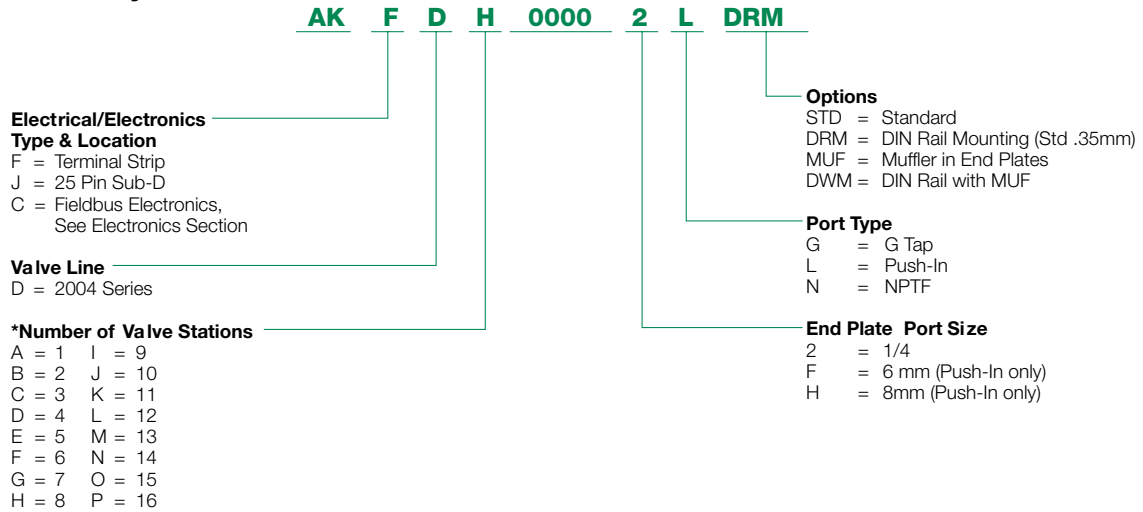 AK F D H 0000 2 L DRM
Electrical/Electronics
Type & Location
F = Terminal Strip
J = 25 Pin Sub-D
C = Fieldbus Electronics,
See Electronics Section
Valve Line
D = 2004 Series
*Number of Valve Stations
A = 1 I = 9
B = 2 J = 10
C = 3 K = 11
D = 4 L = 12
E = 5 M = 13
F = 6 N = 14
G = 7 O = 15
H = 8 P = 16
Options
STD = Standard
DRM = DIN Rail Mounting (Std .35mm)
MUF = Muffler in End Plates
DWM = DIN Rail with MUF
Port Type
G = G Tap
L = Push-In
N = NPTF
End Plate Port Size
2 = 1/4
F = 6 mm (Push-In only)
H = 8mm (Push-In only)